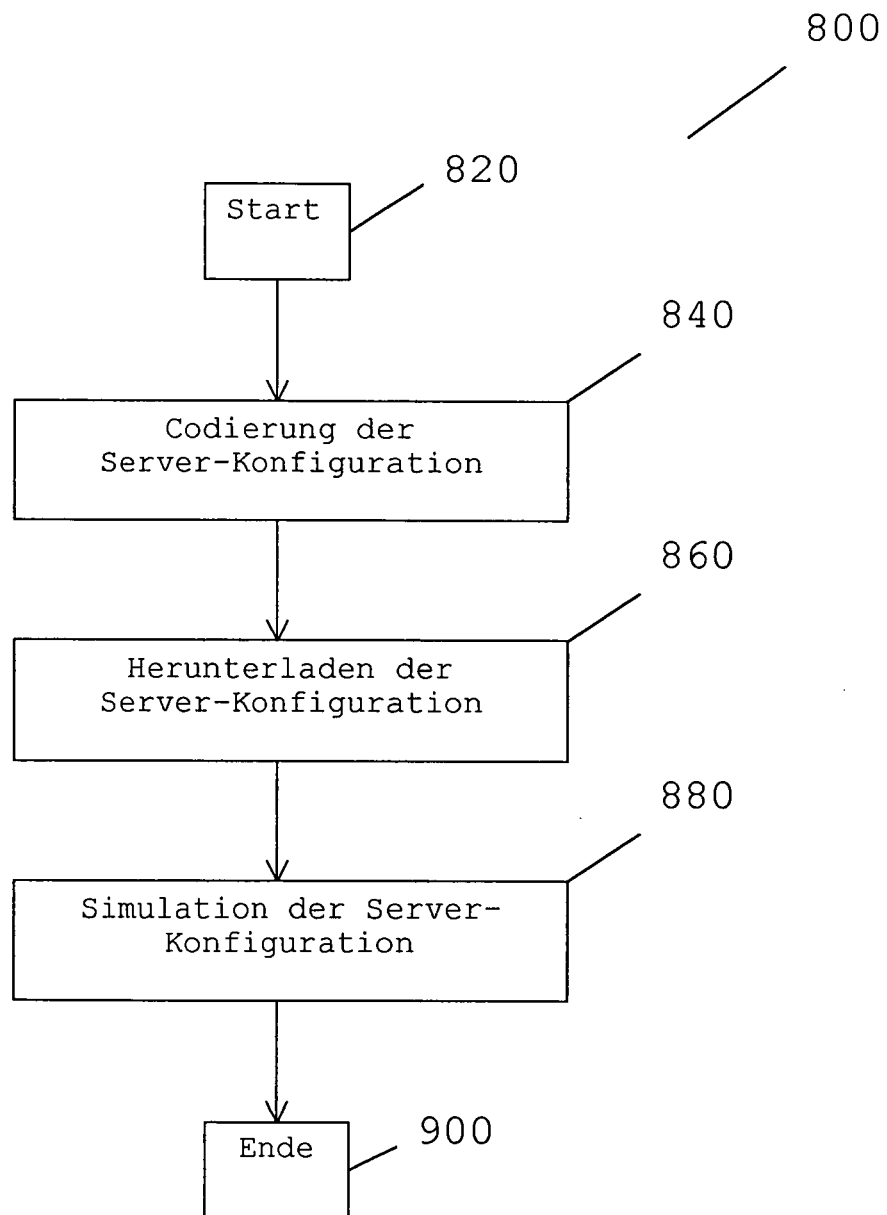 800
820
Start
840
Codierung der
Server-Konfiguration
860
Herunterladen der
Server-Konfiguration
880
Simulation der Server-
Konfiguration
900
Ende